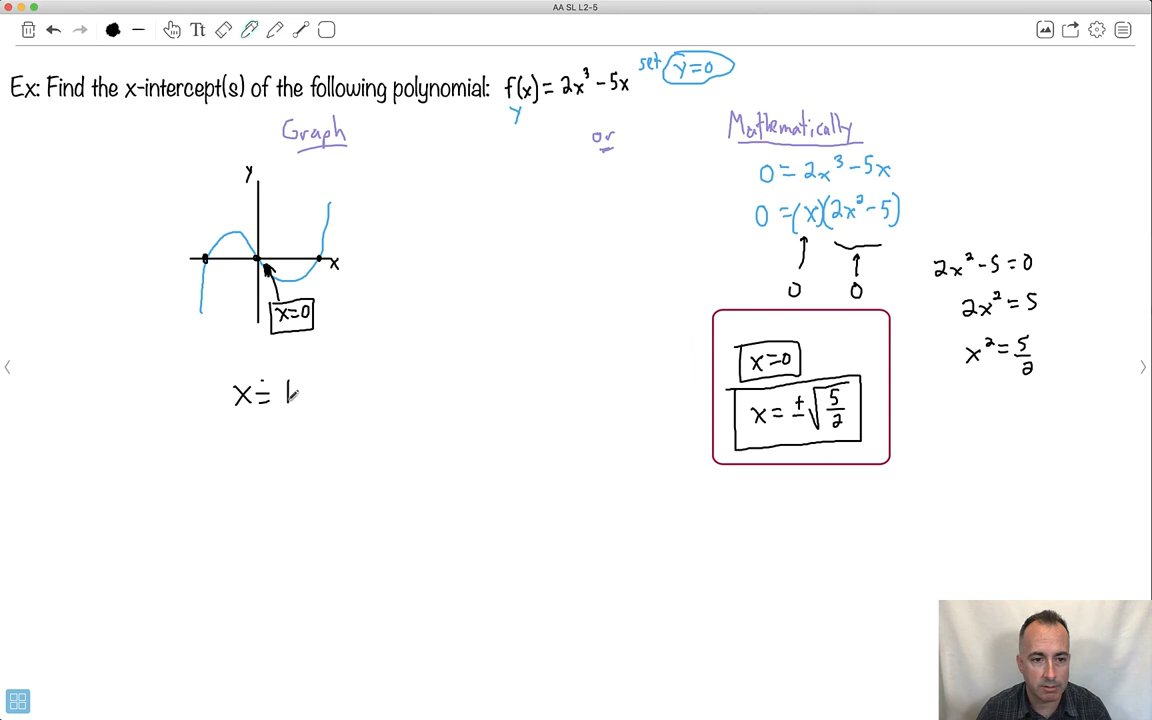 AA SL L2-5
Tt
Ex: Find the x-intercept(s) of the following polynomial: f(x) = 2x³ - 5x
set y=0
y
Graph
or
Mathematically
y
x
x=0
x ≐ 1
0 = 2x³ - 5x
0 = (x)(2x² - 5)
0 0
x=0
x = ± √5/2
2x² - 5 = 0
2x² = 5
x² = 5/2